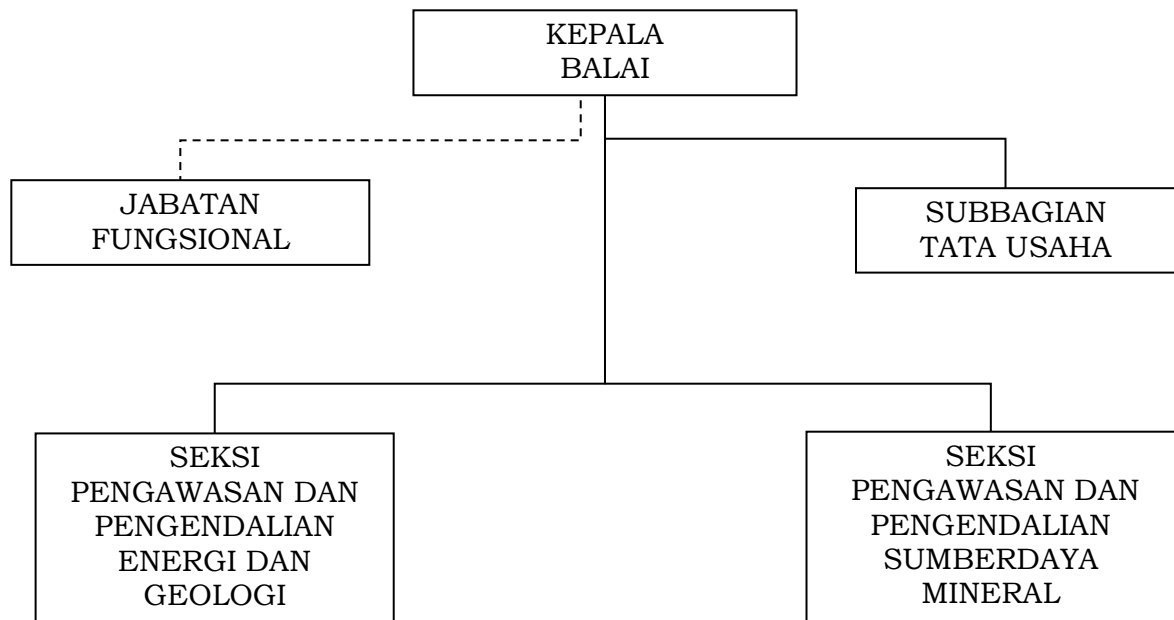 KEPALA
BALAI
JABATAN
FUNGSIONAL
SUBBAGIAN
TATA USAHA
SEKSI
PENGAWASAN DAN
PENGENDALIAN
ENERGI DAN
GEOLOGI
SEKSI
PENGAWASAN DAN
PENGENDALIAN
SUMBERDAYA
MINERAL